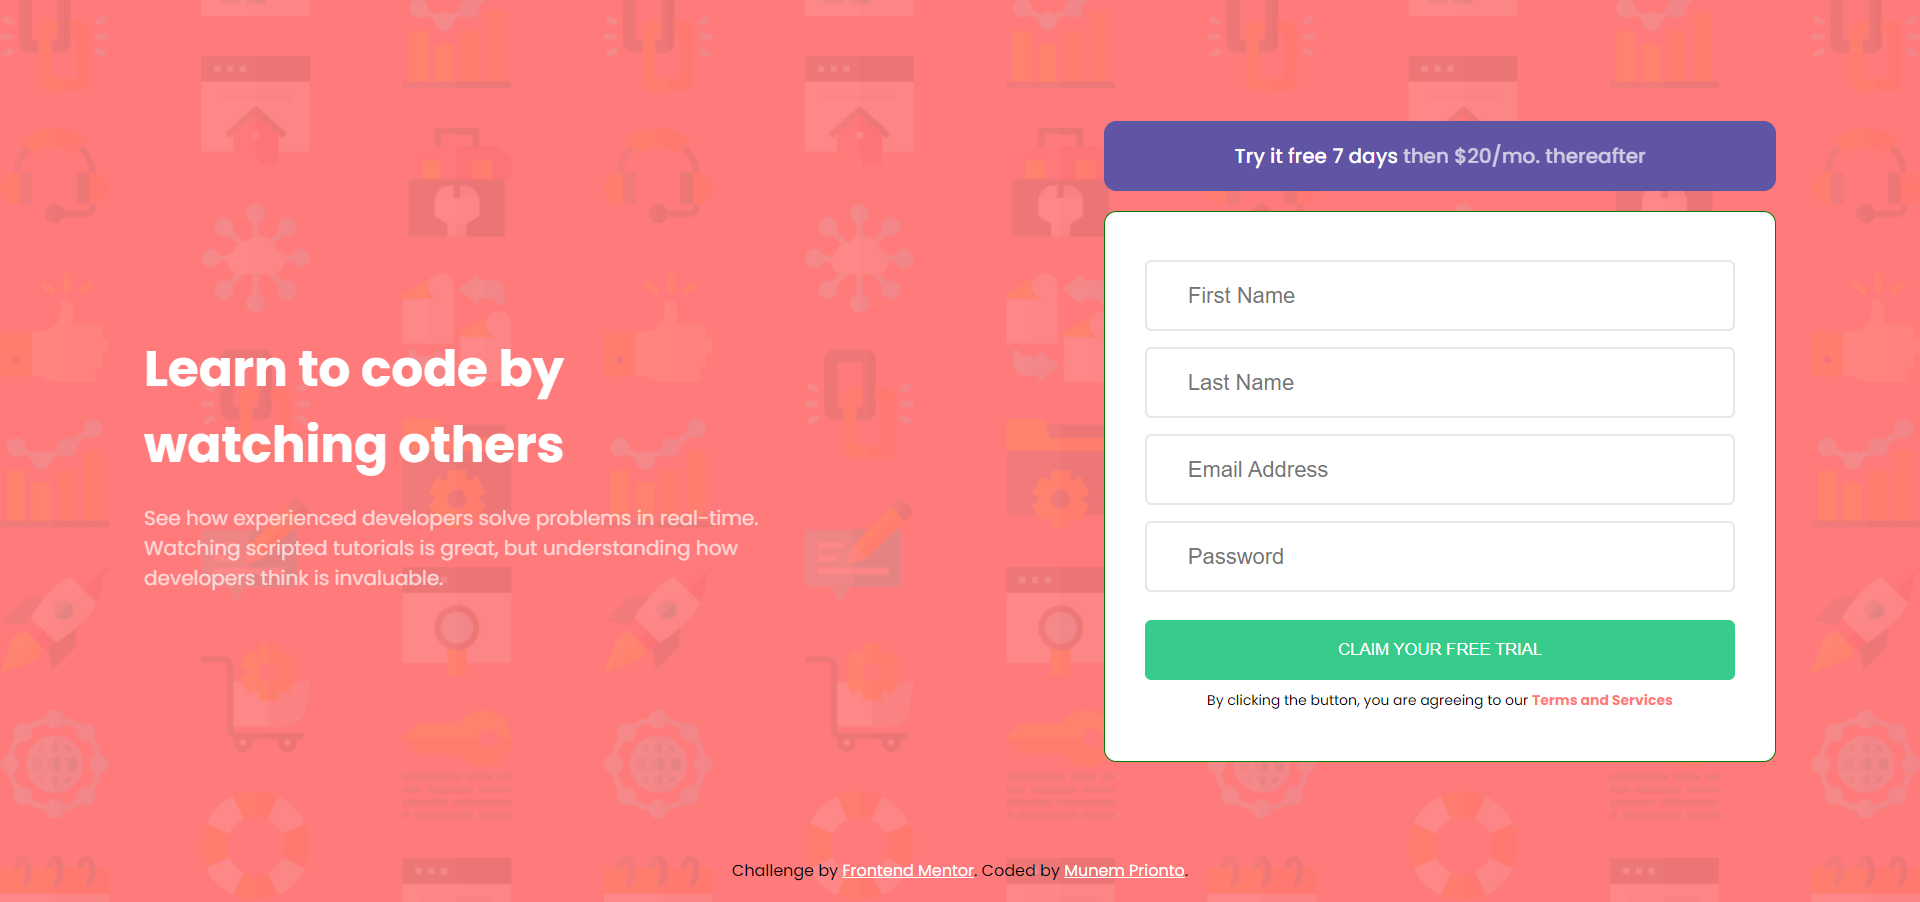 Learn to code by
watching others
See how experienced developers solve problems in real-time.
Watching scripted tutorials is great, but understanding how
developers think is invaluable.
Try it free 7 days then $20/mo. thereafter
First Name
Last Name
Email Address
Password
CLAIM YOUR FREE TRIAL
By clicking the button, you are agreeing to our Terms and Services
Challenge by Frontend Mentor. Coded by Munem Prionto.